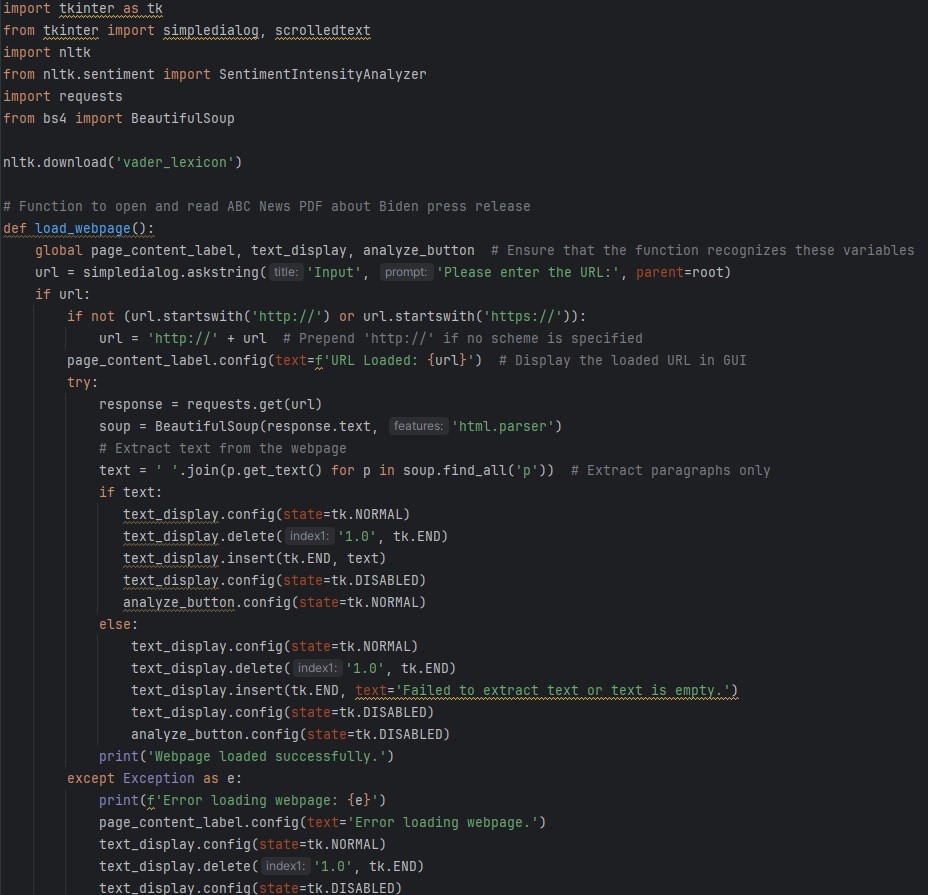 import tkinter as tk
from tkinter import simpledialog, scrolledtext
import nltk
from nltk.sentiment import SentimentIntensityAnalyzer
import requests
from bs4 import BeautifulSoup

nltk.download('vader_lexicon')

# Function to open and read ABC News PDF about Biden press release
def load_webpage():
    global page_content_label, text_display, analyze_button  # Ensure that the function recognizes these variables
    url = simpledialog.askstring( title: 'Input',  prompt: 'Please enter the URL:', parent=root)
    if url:
        if not (url.startswith('http://') or url.startswith('https://')):
            url = 'http://' + url  # Prepend 'http://' if no scheme is specified
        page_content_label.config(text=f'URL Loaded: {url}')  # Display the loaded URL in GUI
        try:
            response = requests.get(url)
            soup = BeautifulSoup(response.text,  features: 'html.parser')
            # Extract text from the webpage
            text = ' '.join(p.get_text() for p in soup.find_all('p'))  # Extract paragraphs only
            if text:
               text_display.config(state=tk.NORMAL)
               text_display.delete( index1: '1.0', tk.END)
               text_display.insert(tk.END, text)
               text_display.config(state=tk.DISABLED)
               analyze_button.config(state=tk.NORMAL)
            else:
                text_display.config(state=tk.NORMAL)
                text_display.delete( index1: '1.0', tk.END)
                text_display.insert(tk.END, text='Failed to extract text or text is empty.')
                text_display.config(state=tk.DISABLED)
                analyze_button.config(state=tk.DISABLED)
            print('Webpage loaded successfully.')
        except Exception as e:
            print(f'Error loading webpage: {e}')
            page_content_label.config(text='Error loading webpage.')
            text_display.config(state=tk.NORMAL)
            text_display.delete( index1: '1.0', tk.END)
            text_display.config(state=tk.DISABLED)